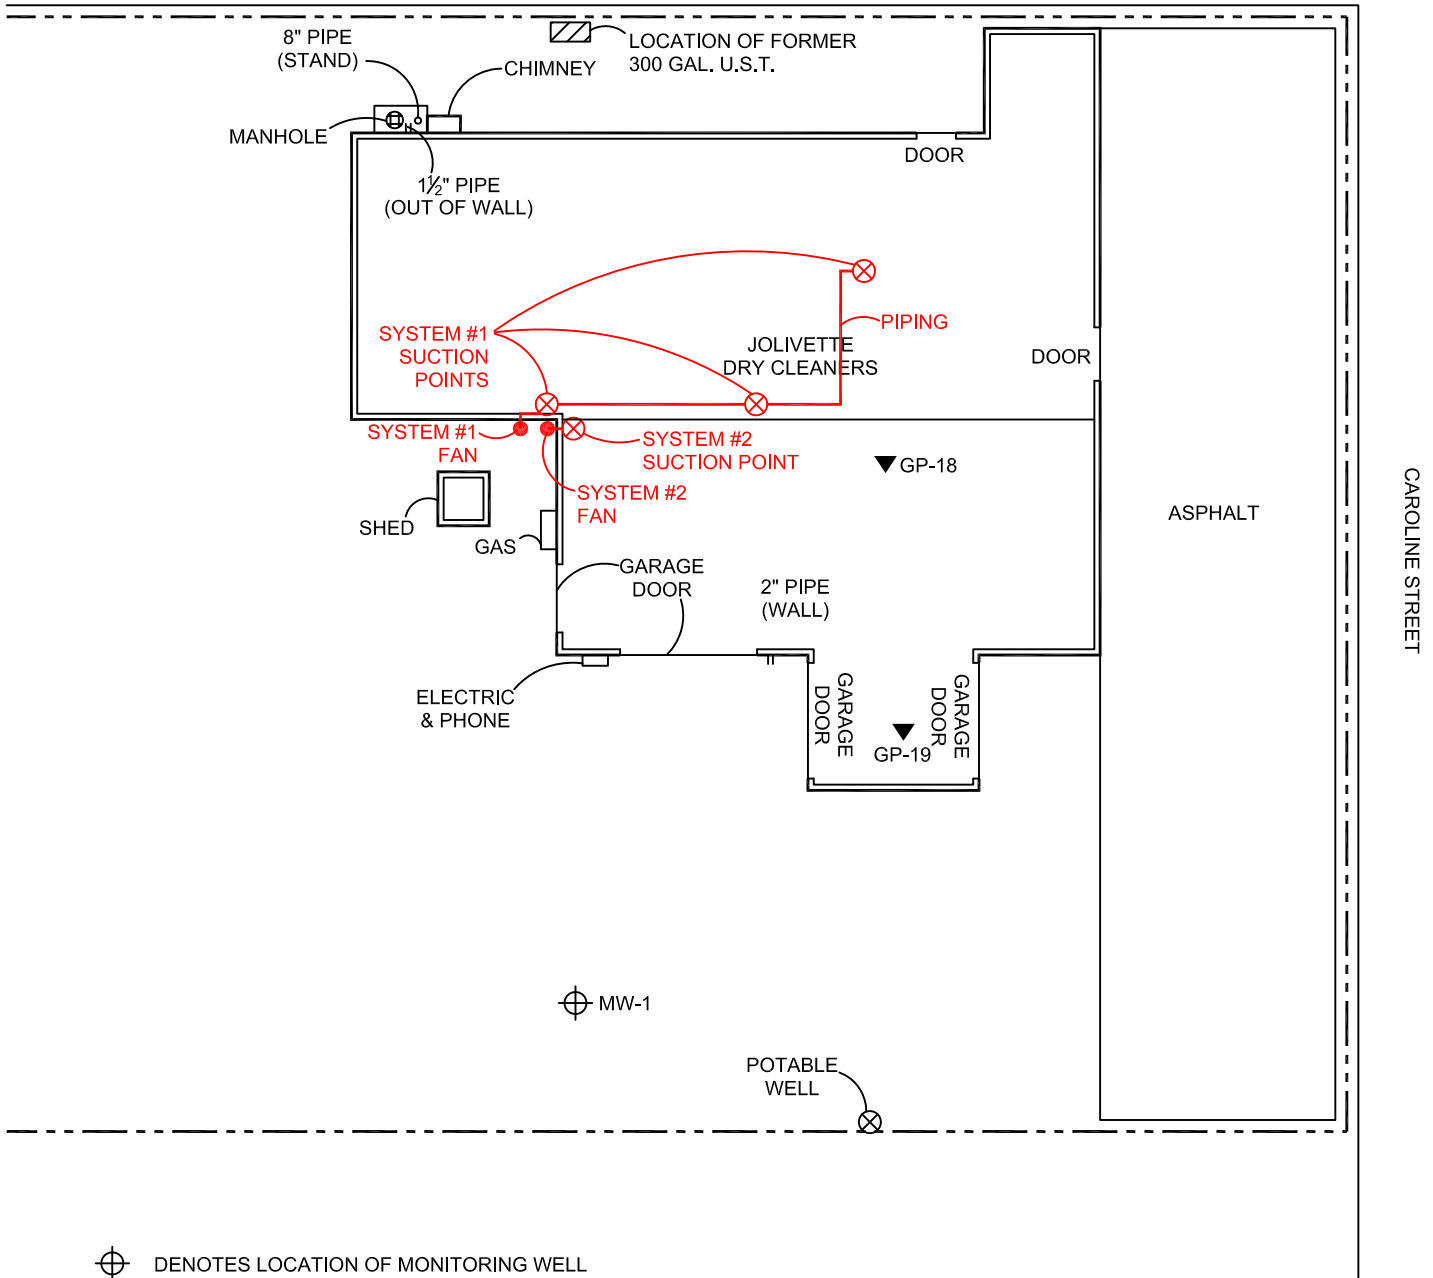 8" PIPE
(STAND)
LOCATION OF FORMER
300 GAL. U.S.T.
CHIMNEY
MANHOLE
DOOR
1½" PIPE
(OUT OF WALL)
SYSTEM #1
SUCTION
POINTS
PIPING
JOLIVETTE
DRY CLEANERS
DOOR
SYSTEM #1
FAN
SYSTEM #2
SUCTION POINT
GP-18
SYSTEM #2
FAN
SHED
GAS
ASPHALT
CAROLINE STREET
GARAGE
DOOR
2" PIPE
(WALL)
ELECTRIC
& PHONE
GARAGE
DOOR
GARAGE
DOOR
GP-19
MW-1
POTABLE
WELL
DENOTES LOCATION OF MONITORING WELL